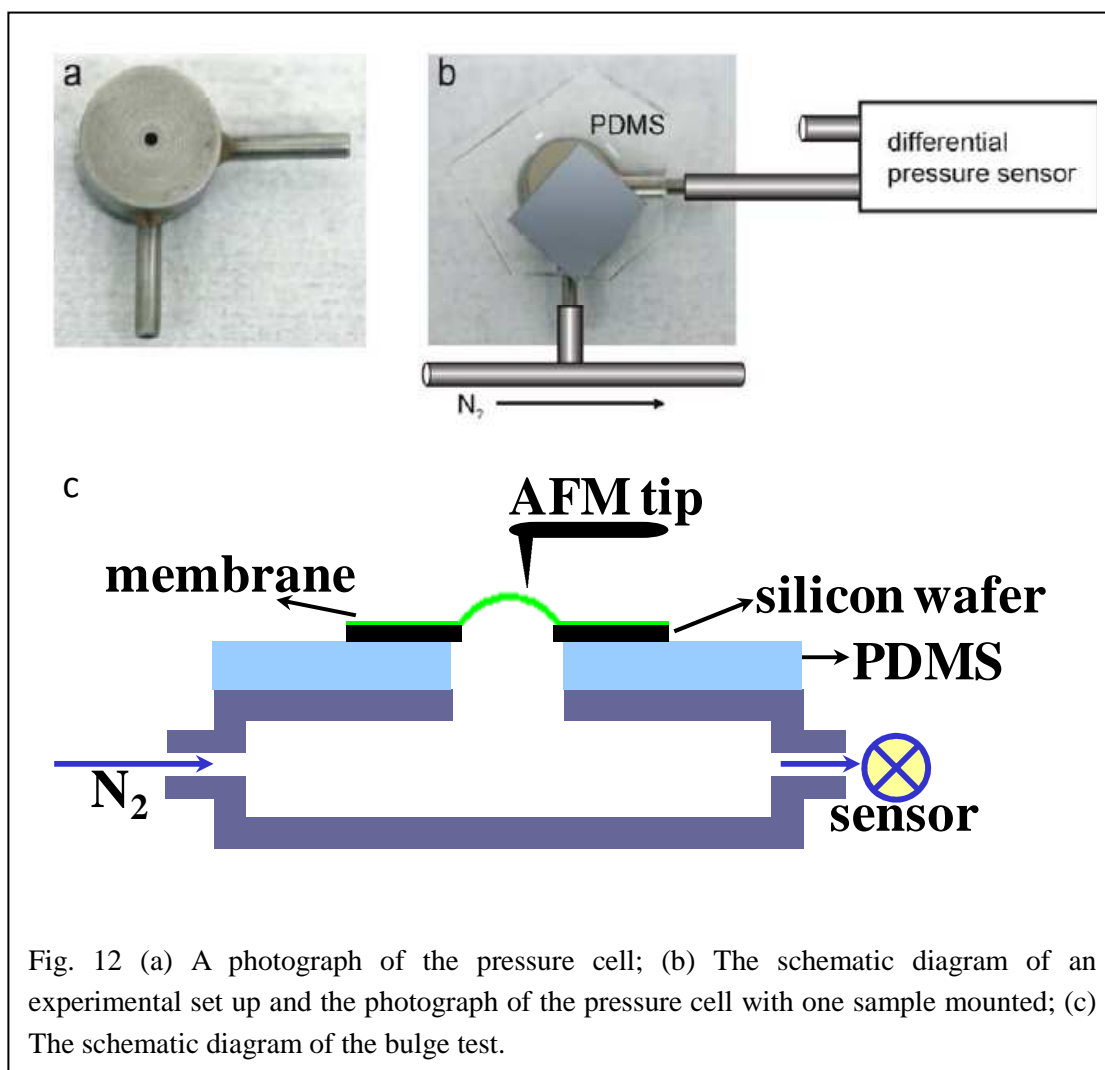 a
b
PDMS
differential
pressure sensor
N₂
c
AFM tip
membrane
silicon wafer
PDMS
N₂
sensor
Fig. 12 (a) A photograph of the pressure cell; (b) The schematic diagram of an
experimental set up and the photograph of the pressure cell with one sample mounted; (c)
The schematic diagram of the bulge test.